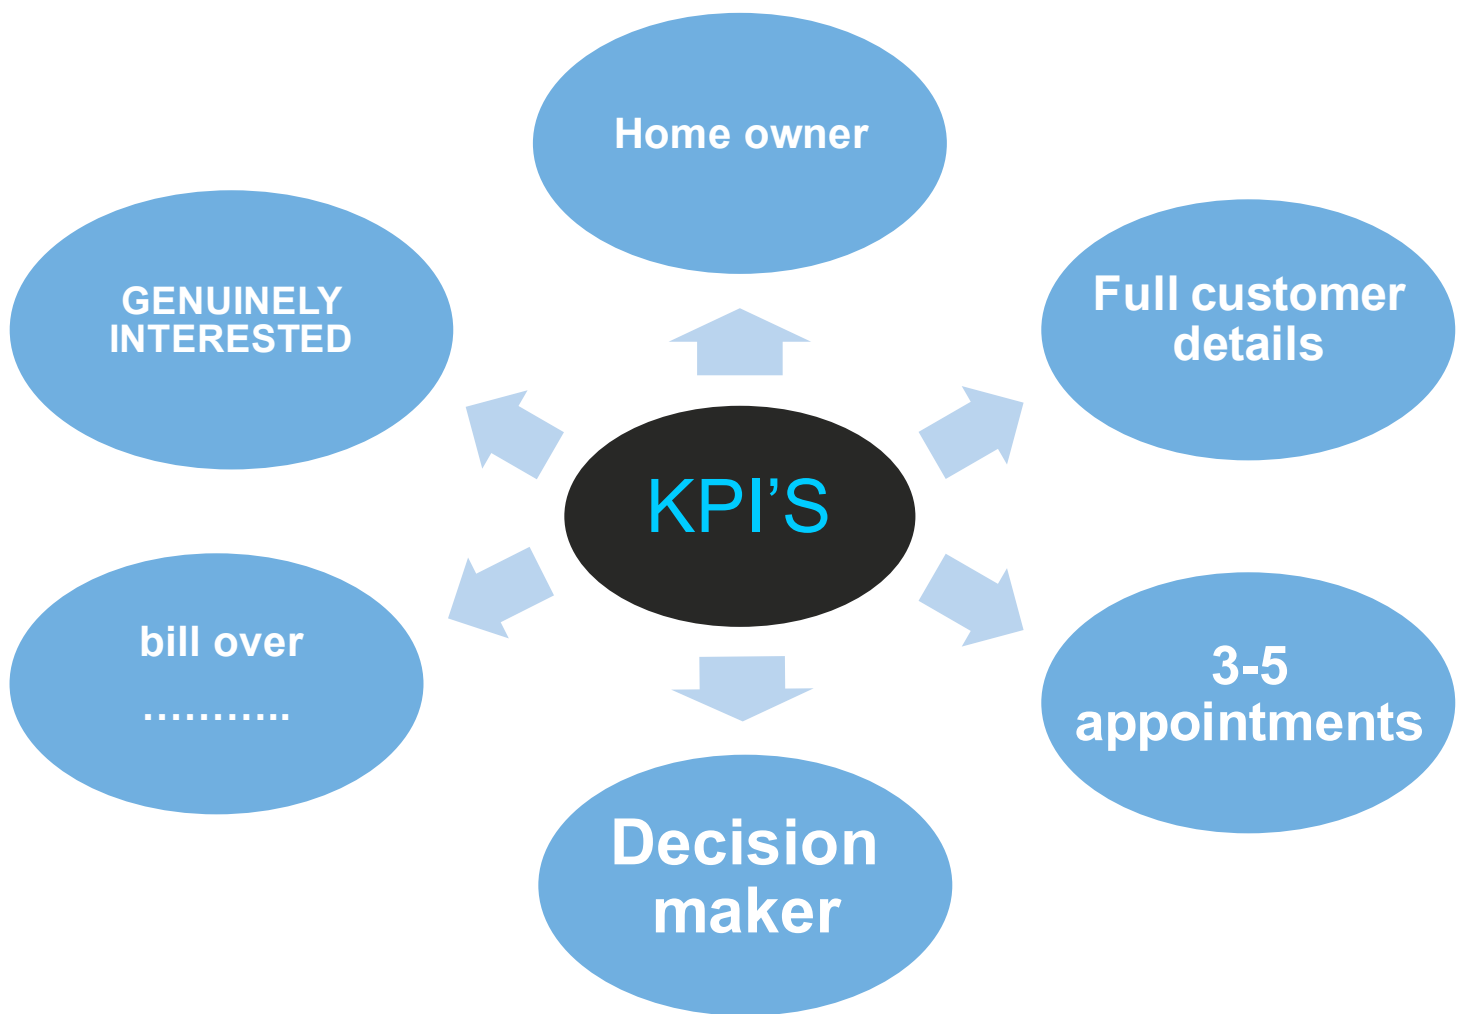 Home owner
GENUINELY
INTERESTED
Full customer
details
KPI’S
bill over
………..
3-5
appointments
Decision
maker